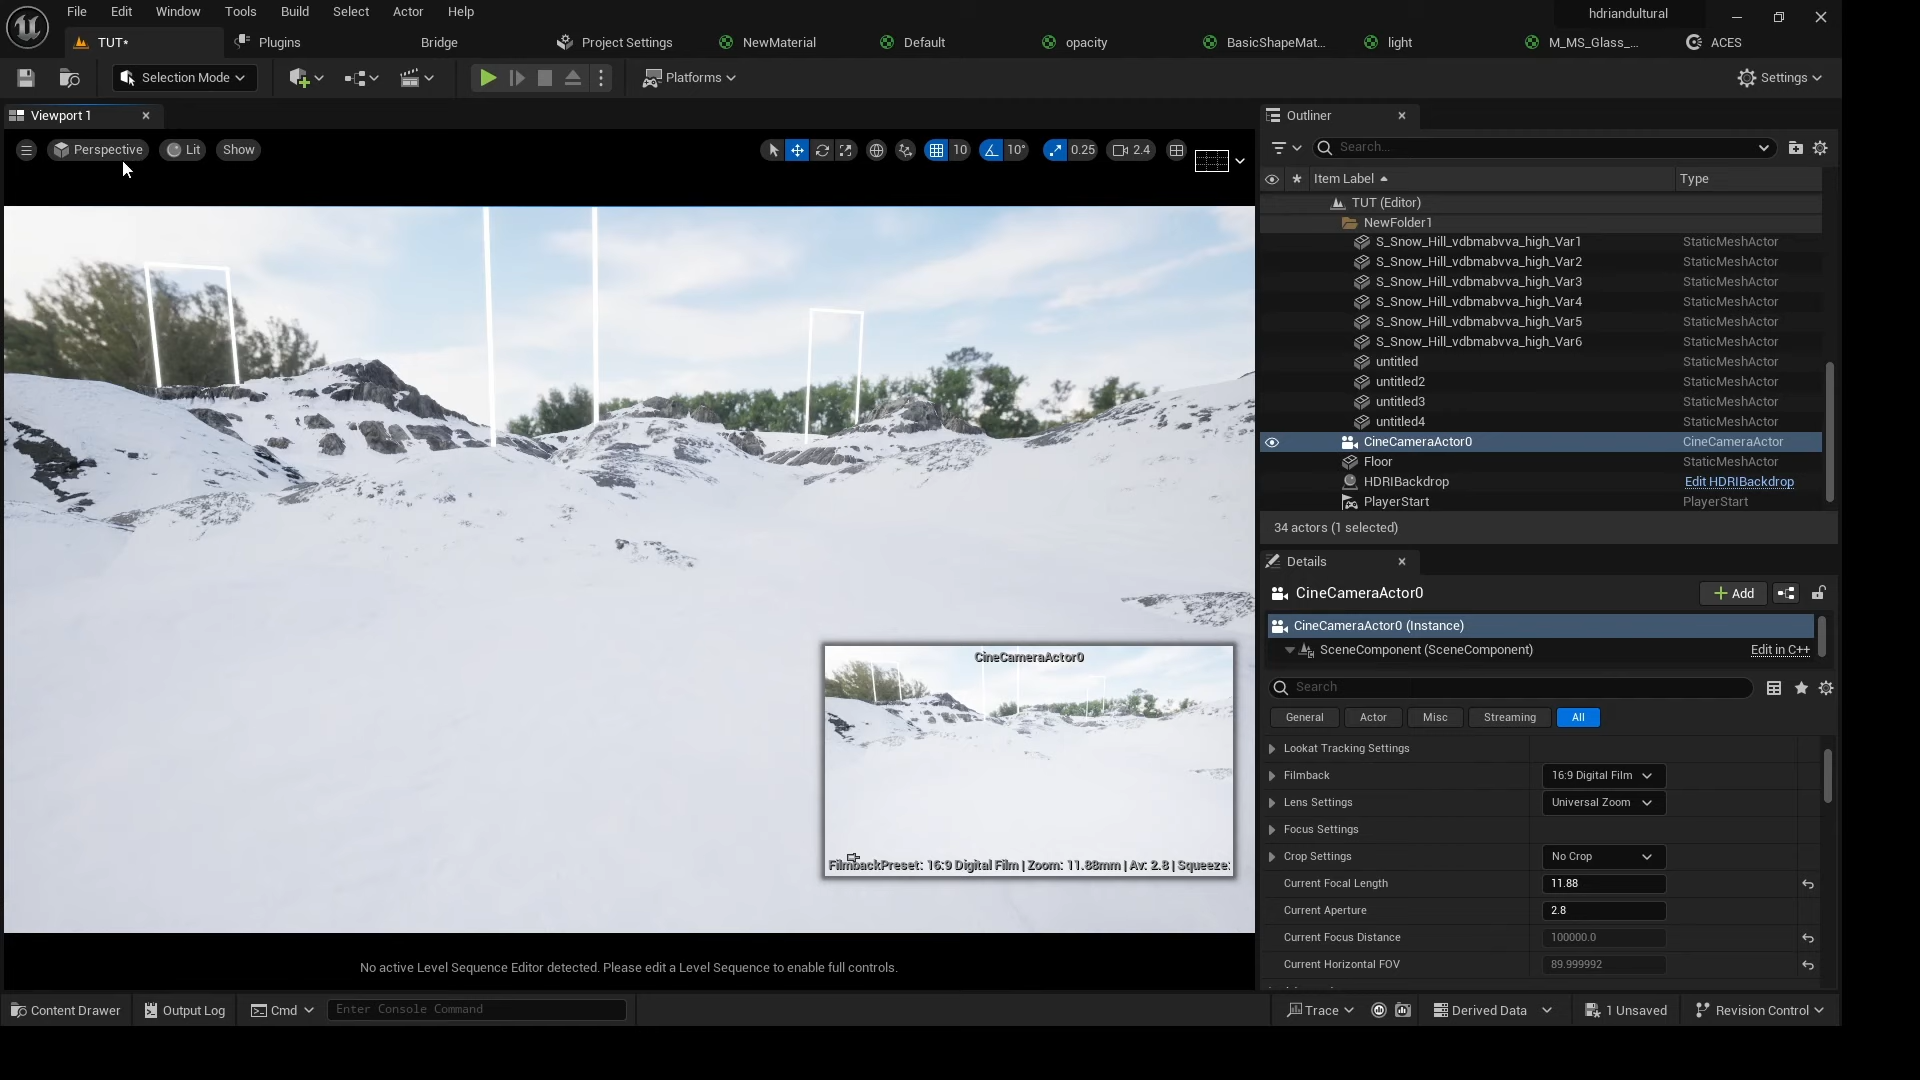 File Edit Window Tools Build Select Actor Help
hdriandultural
TUT* Plugins Bridge Project Settings NewMaterial Default opacity BasicShapeMat... light M_MS_Glass_... ACES
Selection Mode Platforms Settings
Viewport 1
Perspective Lit Show 10 10° 0.25 2.4
CineCameraActor0
FilmbackPreset: 16:9 Digital Film | Zoom: 11.88mm | Av: 2.8 | Squeeze:
No active Level Sequence Editor detected. Please edit a Level Sequence to enable full controls.
Outliner
Search...
Item Label Type
TUT (Editor)
NewFolder1
S_Snow_Hill_vdbmabvva_high_Var1 StaticMeshActor
S_Snow_Hill_vdbmabvva_high_Var2 StaticMeshActor
S_Snow_Hill_vdbmabvva_high_Var3 StaticMeshActor
S_Snow_Hill_vdbmabvva_high_Var4 StaticMeshActor
S_Snow_Hill_vdbmabvva_high_Var5 StaticMeshActor
S_Snow_Hill_vdbmabvva_high_Var6 StaticMeshActor
untitled StaticMeshActor
untitled2 StaticMeshActor
untitled3 StaticMeshActor
untitled4 StaticMeshActor
CineCameraActor0 CineCameraActor
Floor StaticMeshActor
HDRIBackdrop Edit HDRIBackdrop
PlayerStart PlayerStart
34 actors (1 selected)
Details
CineCameraActor0 Add
CineCameraActor0 (Instance)
SceneComponent (SceneComponent) Edit in C++
Search
General Actor Misc Streaming All
Lookat Tracking Settings
Filmback 16:9 Digital Film
Lens Settings Universal Zoom
Focus Settings
Crop Settings No Crop
Current Focal Length 11.88
Current Aperture 2.8
Current Focus Distance 100000.0
Current Horizontal FOV 89.999992
Content Drawer Output Log Cmd Enter Console Command Trace Derived Data 1 Unsaved Revision Control